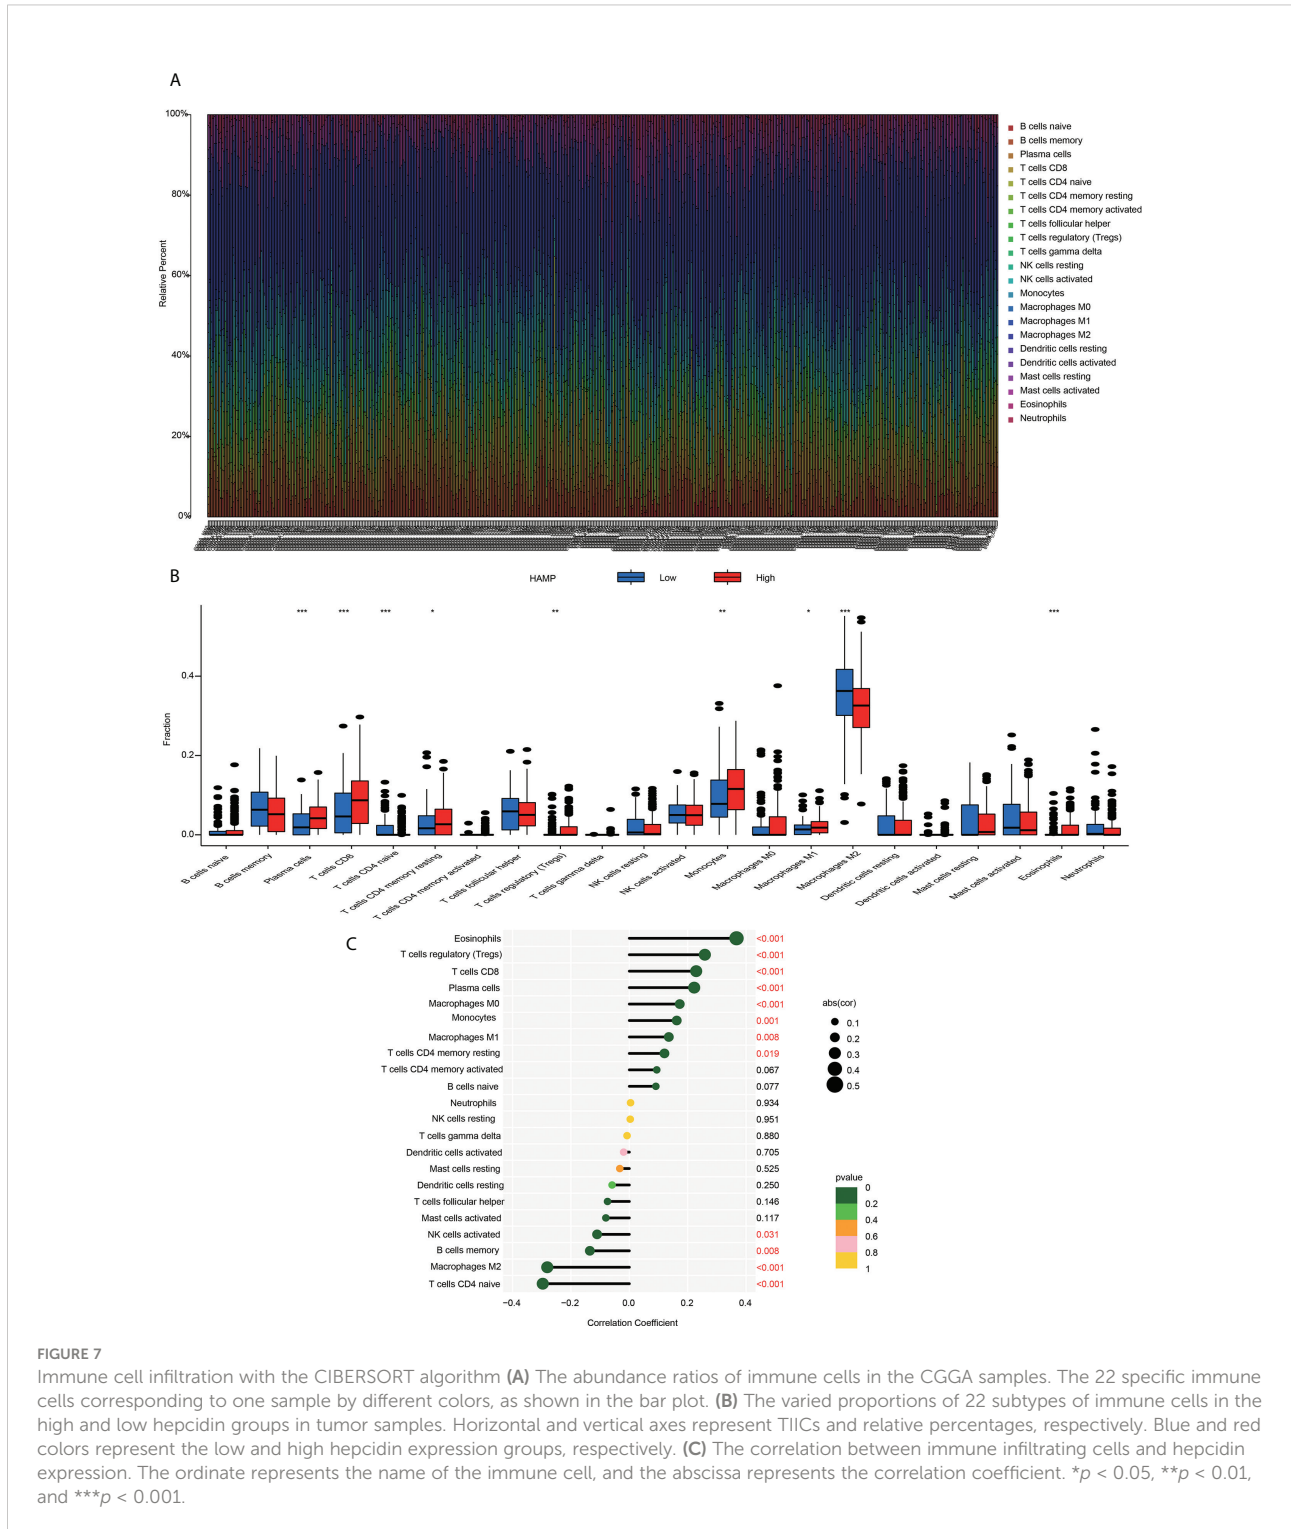 A
100%
80%
60%
40%
20%
0%
Relative Percent
B cells naive
B cells memory
Plasma cells
T cells CD8
T cells CD4 naive
T cells CD4 memory resting
T cells CD4 memory activated
T cells follicular helper
T cells regulatory (Tregs)
T cells gamma delta
NK cells resting
NK cells activated
Monocytes
Macrophages M0
Macrophages M1
Macrophages M2
Dendritic cells resting
Dendritic cells activated
Mast cells resting
Mast cells activated
Eosinophils
Neutrophils
B
HAMP Low High
*** *** *** * ** ** * *** ***
0.4
0.2
0.0
Fraction
B cells naive
B cells memory
Plasma cells
T cells CD8
T cells CD4 naive
T cells CD4 memory resting
T cells CD4 memory activated
T cells follicular helper
T cells regulatory (Tregs)
T cells gamma delta
NK cells resting
NK cells activated
Monocytes
Macrophages M0
Macrophages M1
Macrophages M2
Dendritic cells resting
Dendritic cells activated
Mast cells resting
Mast cells activated
Eosinophils
Neutrophils
C
Eosinophils <0.001
T cells regulatory (Tregs) <0.001
T cells CD8 <0.001
Plasma cells <0.001
Macrophages M0 <0.001
Monocytes 0.001
Macrophages M1 0.008
T cells CD4 memory resting 0.019
T cells CD4 memory activated 0.067
B cells naive 0.077
Neutrophils 0.934
NK cells resting 0.951
T cells gamma delta 0.880
Dendritic cells activated 0.705
Mast cells resting 0.525
Dendritic cells resting 0.250
T cells follicular helper 0.146
Mast cells activated 0.117
NK cells activated 0.031
B cells memory 0.008
Macrophages M2 <0.001
T cells CD4 naive <0.001
−0.4 −0.2 0.0 0.2 0.4
Correlation Coefficient
abs(cor)
0.1
0.2
0.3
0.4
0.5
pvalue
0
0.2
0.4
0.6
0.8
1
FIGURE 7
Immune cell infiltration with the CIBERSORT algorithm (A) The abundance ratios of immune cells in the CGGA samples. The 22 specific immune
cells corresponding to one sample by different colors, as shown in the bar plot. (B) The varied proportions of 22 subtypes of immune cells in the
high and low hepcidin groups in tumor samples. Horizontal and vertical axes represent TIICs and relative percentages, respectively. Blue and red
colors represent the low and high hepcidin expression groups, respectively. (C) The correlation between immune infiltrating cells and hepcidin
expression. The ordinate represents the name of the immune cell, and the abscissa represents the correlation coefficient. *p < 0.05, **p < 0.01,
and ***p < 0.001.